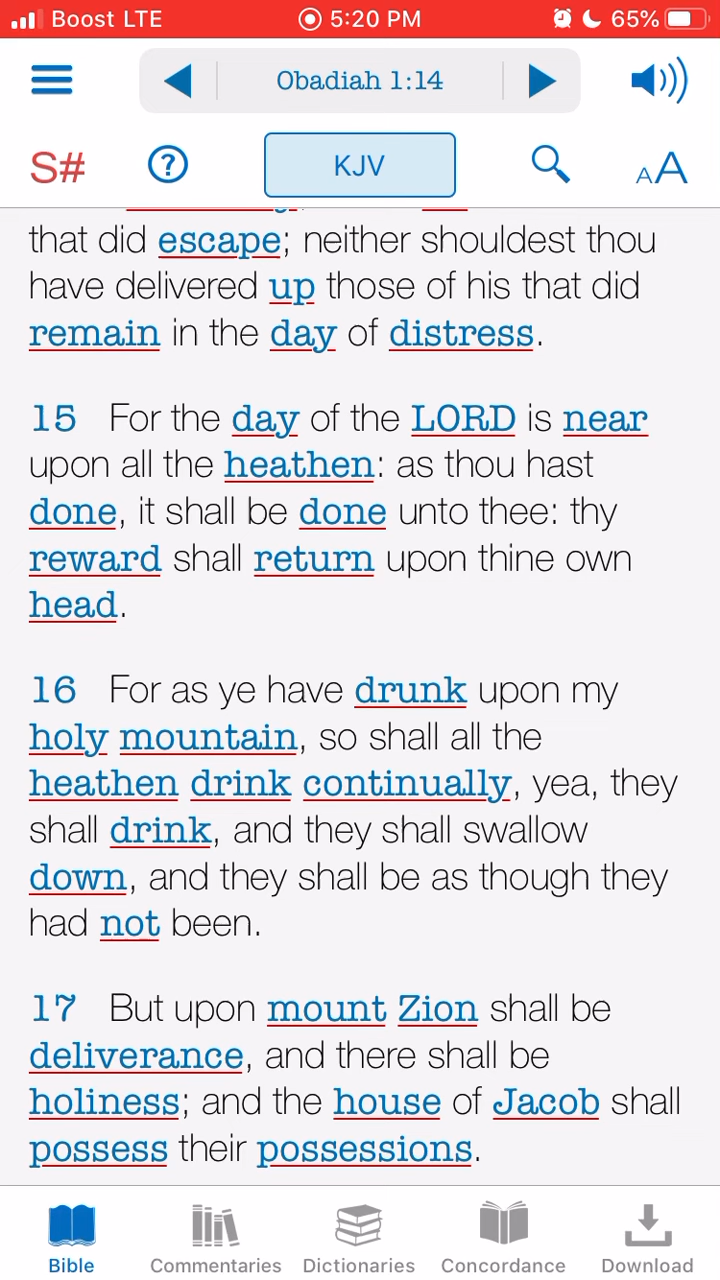 Boost LTE 5:20 PM 65%
Obadiah 1:14
S# ? KJV AA
that did escape; neither shouldest thou
have delivered up those of his that did
remain in the day of distress.
15 For the day of the LORD is near
upon all the heathen: as thou hast
done, it shall be done unto thee: thy
reward shall return upon thine own
head.
16 For as ye have drunk upon my
holy mountain, so shall all the
heathen drink continually, yea, they
shall drink, and they shall swallow
down, and they shall be as though they
had not been.
17 But upon mount Zion shall be
deliverance, and there shall be
holiness; and the house of Jacob shall
possess their possessions.
Bible Commentaries Dictionaries Concordance Download